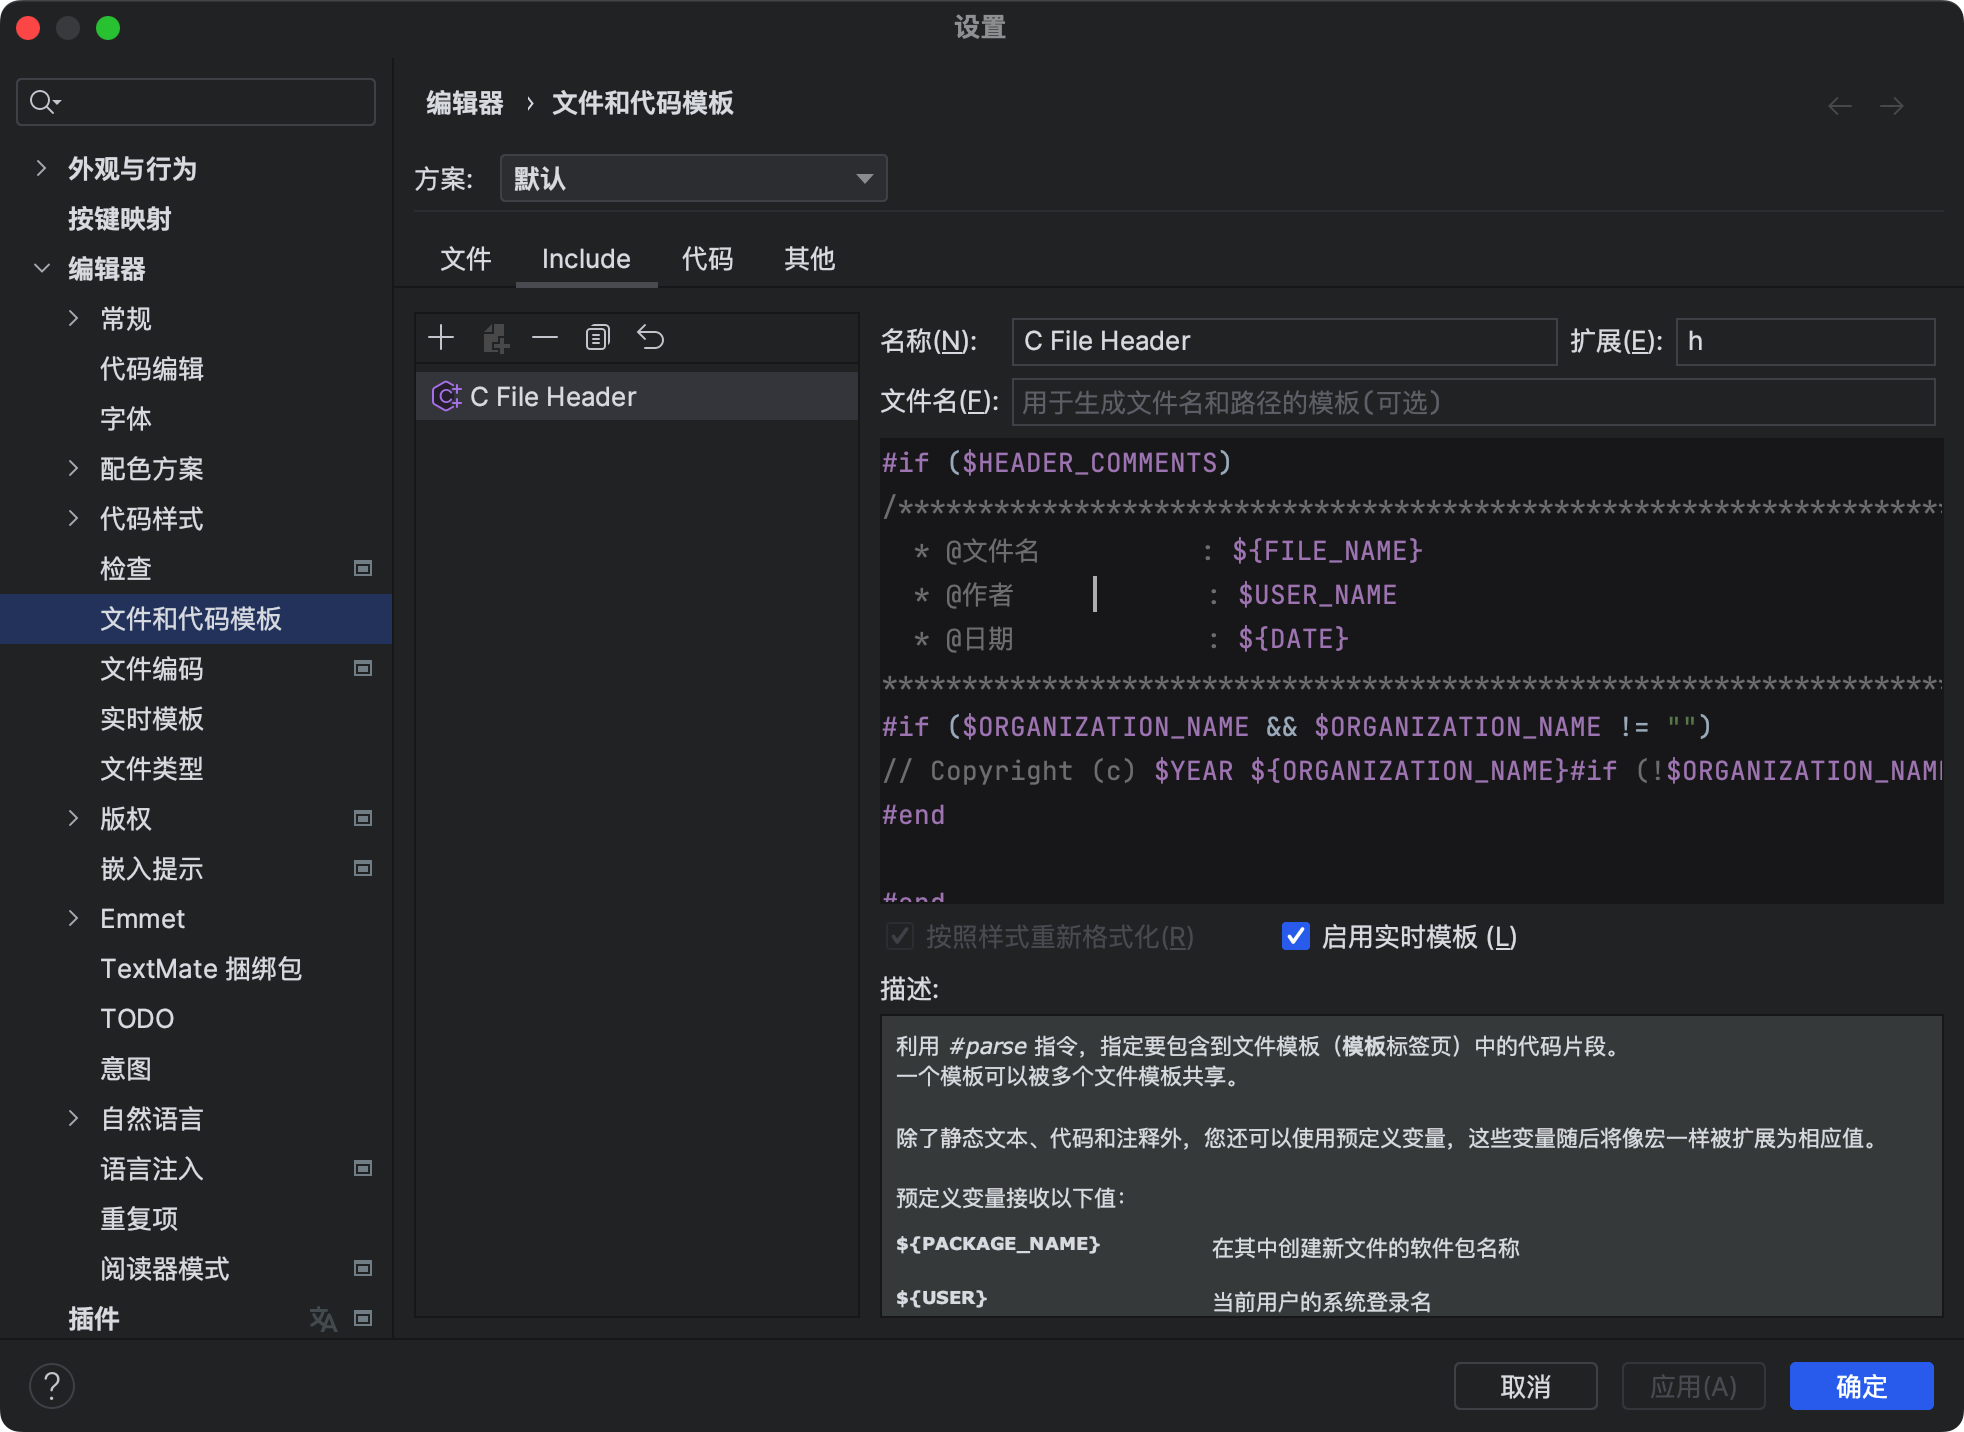 设置
外观与行为
按键映射
编辑器
常规
代码编辑
字体
配色方案
代码样式
检查
文件和代码模板
文件编码
实时模板
文件类型
版权
嵌入提示
Emmet
TextMate 捆绑包
TODO
意图
自然语言
语言注入
重复项
阅读器模式
插件
编辑器 › 文件和代码模板
方案: 默认
文件 Include 代码 其他
C File Header
名称(N): C File Header 扩展(E): h
文件名(F): 用于生成文件名和路径的模板(可选)
#if ($HEADER_COMMENTS)
/******************************************************************
* @文件名 : ${FILE_NAME}
* @作者 : $USER_NAME
* @日期 : ${DATE}
*******************************************************************
#if ($ORGANIZATION_NAME && $ORGANIZATION_NAME != "")
// Copyright (c) $YEAR ${ORGANIZATION_NAME}#if (!$ORGANIZATION_NAM
#end
#end
按照样式重新格式化(R) 启用实时模板 (L)
描述:
利用 #parse 指令，指定要包含到文件模板（模板标签页）中的代码片段。
一个模板可以被多个文件模板共享。
除了静态文本、代码和注释外，您还可以使用预定义变量，这些变量随后将像宏一样被扩展为相应值。
预定义变量接收以下值：
${PACKAGE_NAME} 在其中创建新文件的软件包名称
${USER} 当前用户的系统登录名
? 取消 应用(A) 确定